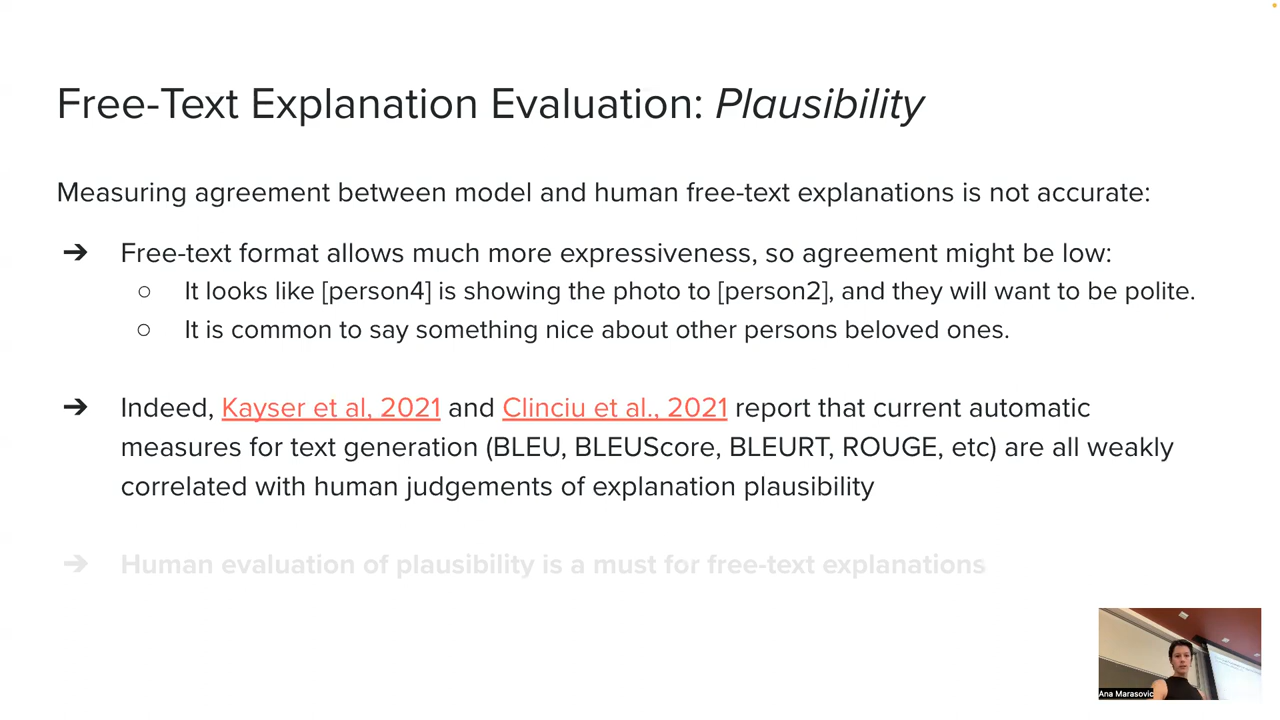 Free-Text Explanation Evaluation: Plausibility
Measuring agreement between model and human free-text explanations is not accurate:
➔ Free-text format allows much more expressiveness, so agreement might be low:
○ It looks like [person4] is showing the photo to [person2], and they will want to be polite.
○ It is common to say something nice about other persons beloved ones.
➔ Indeed, Kayser et al, 2021 and Clinciu et al., 2021 report that current automatic
measures for text generation (BLEU, BLEUScore, BLEURT, ROUGE, etc) are all weakly
correlated with human judgements of explanation plausibility
➔ Human evaluation of plausibility is a must for free-text explanations
Ana Marasovic